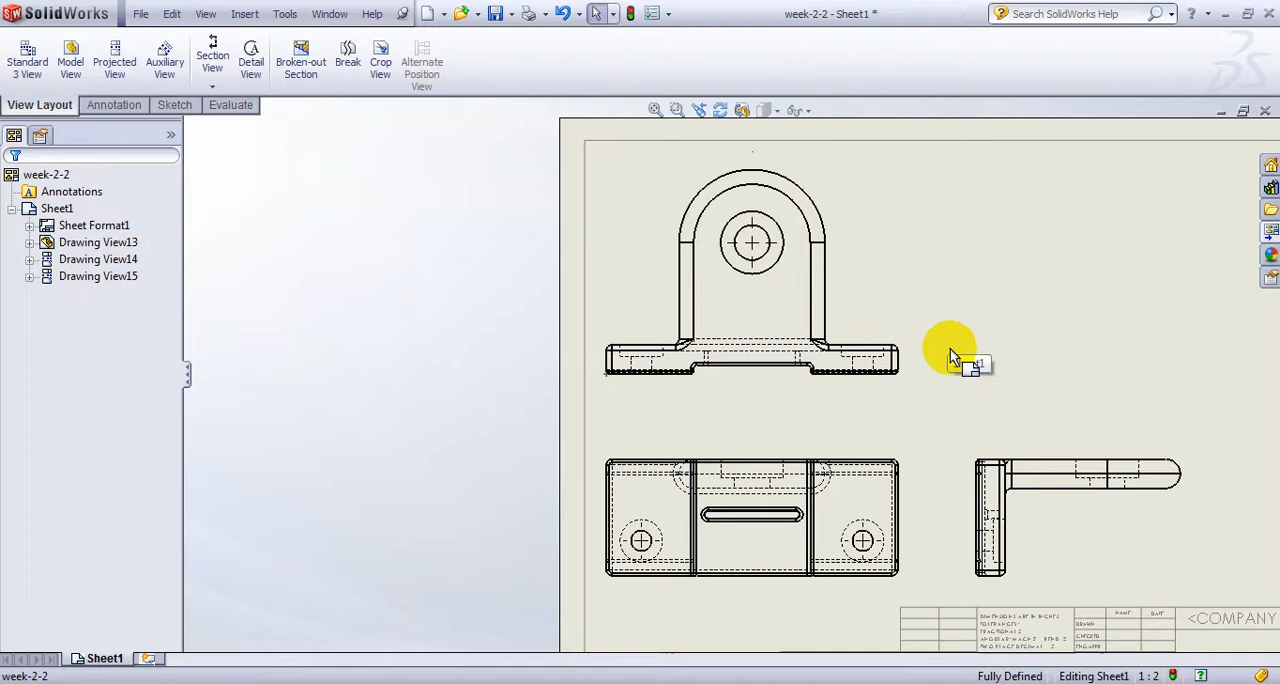 SolidWorks File Edit View Insert Tools Window Help week-2-2 - Sheet1 * Search SolidWorks Help
Standard 3 View
Model View
Projected View
Auxiliary View
Section View
Detail View
Broken-out Section
Break
Crop View
Alternate Position View
View Layout Annotation Sketch Evaluate
week-2-2
Annotations
Sheet1
Sheet Format1
Drawing View13
Drawing View14
Drawing View15
NAME DATE
<COMPANY
Sheet1
week-2-2 Fully Defined Editing Sheet1 1 : 2